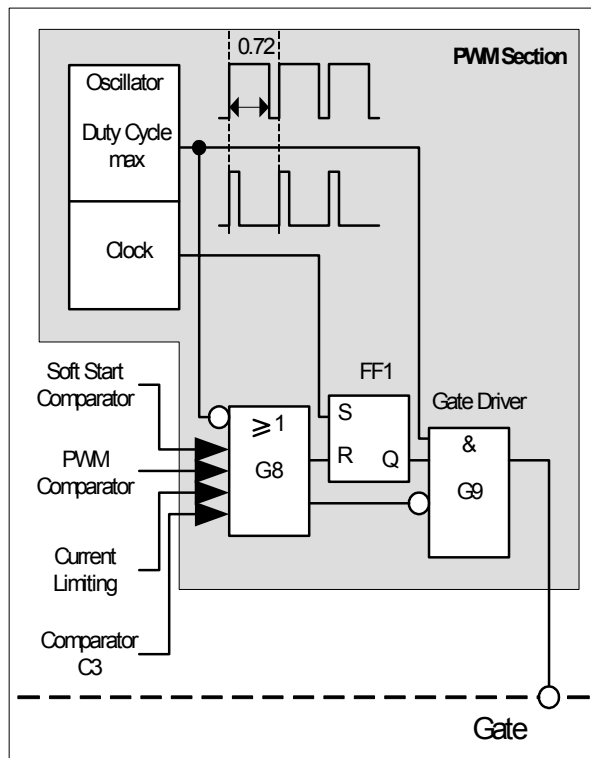 0.72
PWM Section
Oscillator
Duty Cycle
max
Clock
Soft Start
Comparator
FF1
Gate Driver
S
≥1
&
PWM
Comparator
G8
R
Q
G9
Current
Limiting
Comparator
C3
Gate